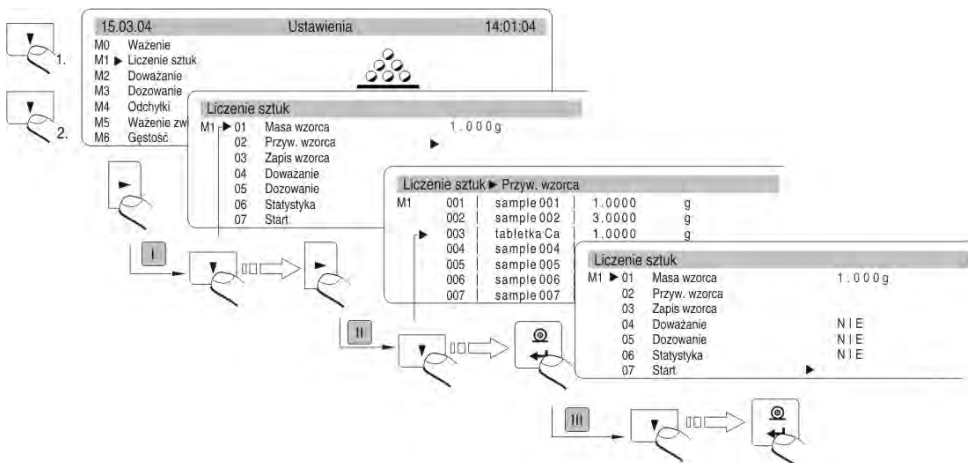 15.03.04 Ustawienia 14:01:04
M0 Ważenie
M1 Liczenie sztuk
M2 Doważanie
M3 Dozowanie
M4 Odchyłki
M5 Ważenie zw
M6 Gęstość
1.
2.
Liczenie sztuk
M1 01 Masa wzorca 1.000g
02 Przyw. wzorca
03 Zapis wzorca
04 Doważanie
05 Dozowanie
06 Statystyka
07 Start
I
Liczenie sztuk Przyw. wzorca
M1 001 sample 001 1.0000 g
002 sample 002 3.0000 g
003 tabletka Ca 1.0000 g
004 sample 004
005 sample 005
006 sample 006
007 sample 007
II
Liczenie sztuk
M1 01 Masa wzorca 1.000g
02 Przyw. wzorca
03 Zapis wzorca
04 Doważanie NIE
05 Dozowanie NIE
06 Statystyka NIE
07 Start
III